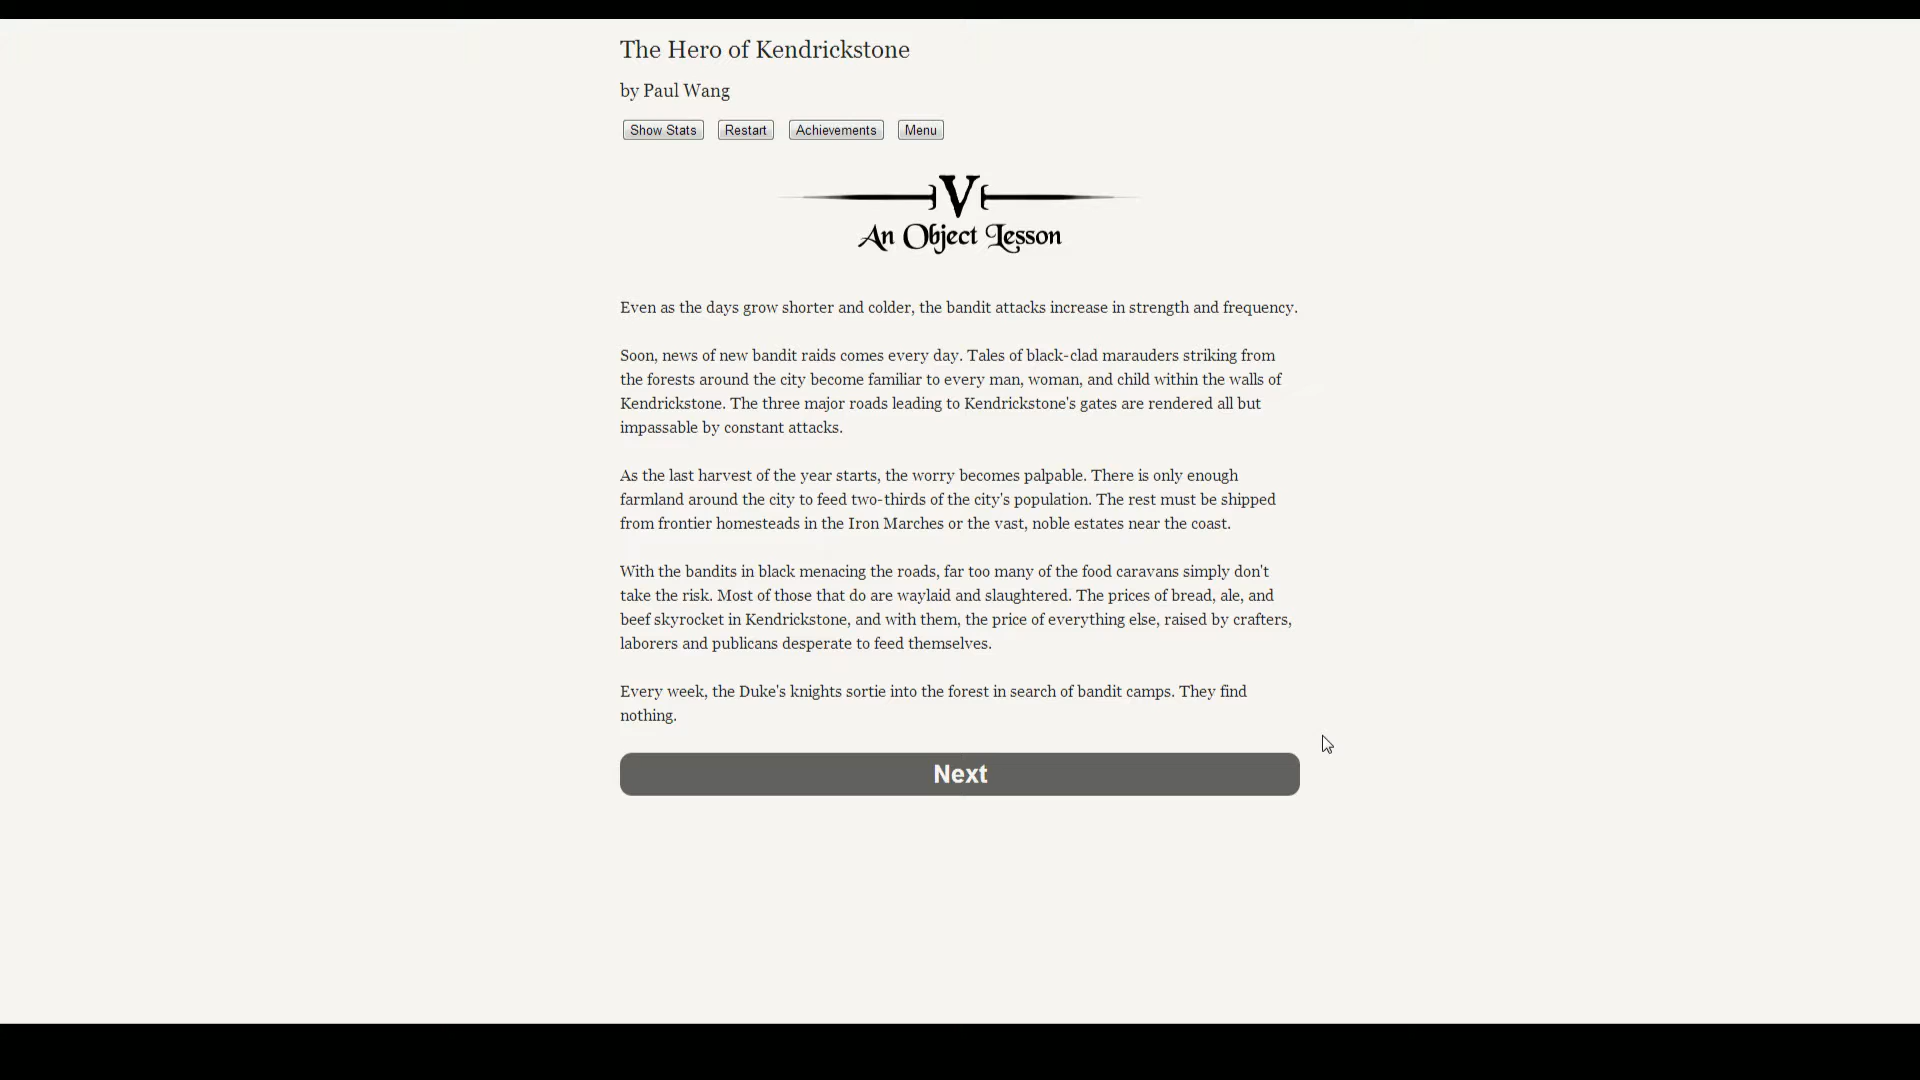 The Hero of Kendrickstone
by Paul Wang
Show Stats Restart Achievements Menu
V
An Object Lesson
Even as the days grow shorter and colder, the bandit attacks increase in strength and frequency.
Soon, news of new bandit raids comes every day. Tales of black-clad marauders striking from
the forests around the city become familiar to every man, woman, and child within the walls of
Kendrickstone. The three major roads leading to Kendrickstone's gates are rendered all but
impassable by constant attacks.
As the last harvest of the year starts, the worry becomes palpable. There is only enough
farmland around the city to feed two-thirds of the city's population. The rest must be shipped
from frontier homesteads in the Iron Marches or the vast, noble estates near the coast.
With the bandits in black menacing the roads, far too many of the food caravans simply don't
take the risk. Most of those that do are waylaid and slaughtered. The prices of bread, ale, and
beef skyrocket in Kendrickstone, and with them, the price of everything else, raised by crafters,
laborers and publicans desperate to feed themselves.
Every week, the Duke's knights sortie into the forest in search of bandit camps. They find
nothing.
Next